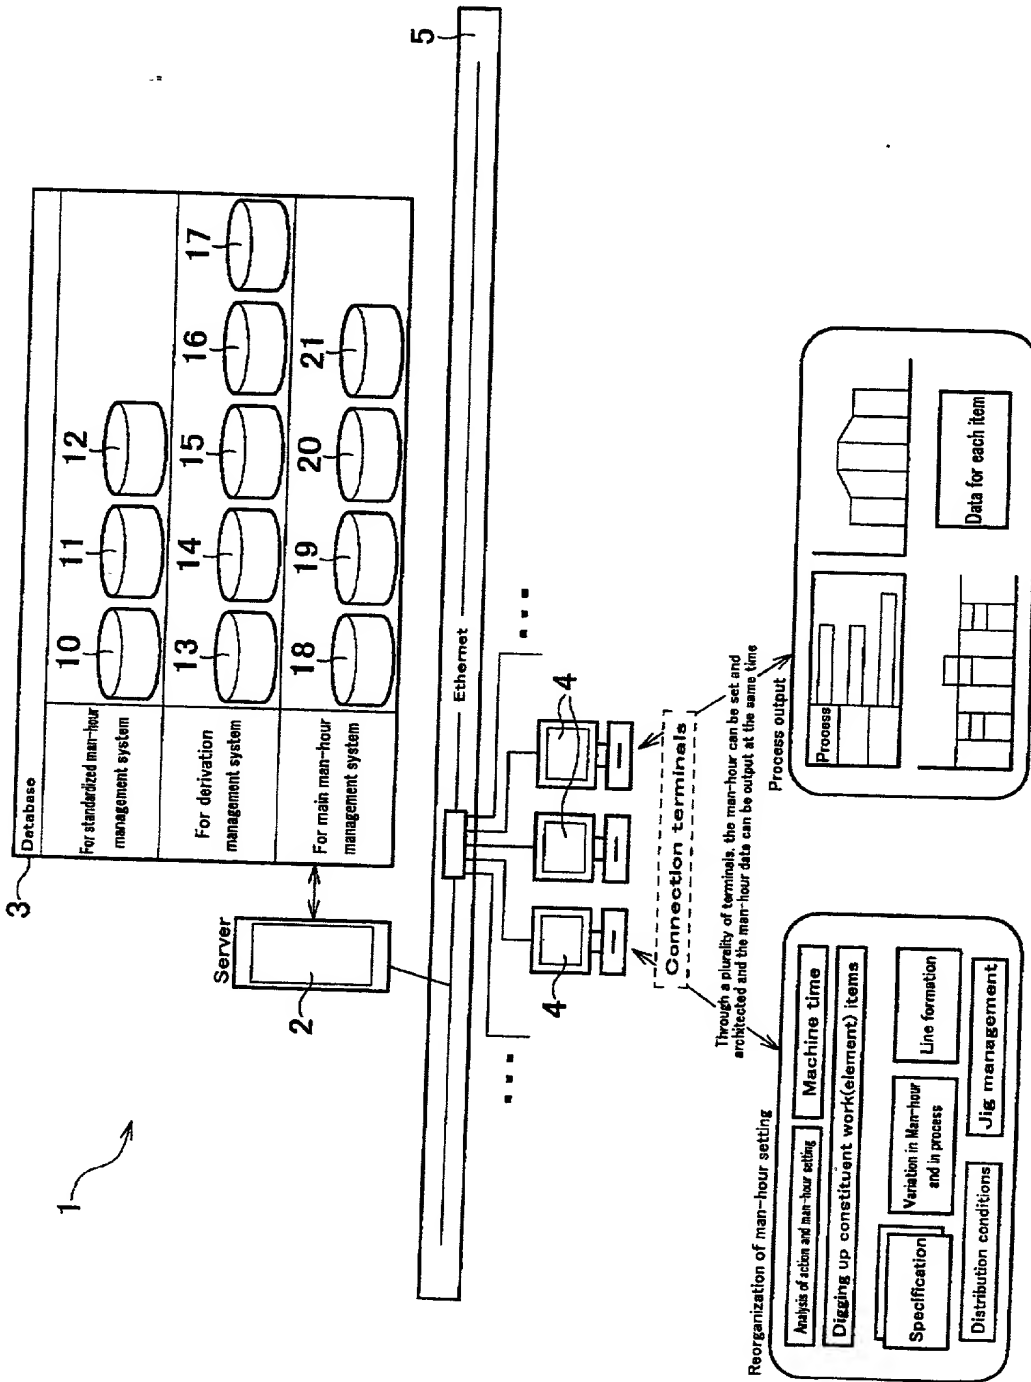 1
3
Database
For standardized man-hour
management system
10
11
12
For derivation
management system
13
14
15
16
17
For main man-hour
management system
18
19
20
21
Server
2
Ethernet
5
4
4
Connection terminals
Through a plurality of terminals, the man-hour can be set and
architected and the man-hour data can be output at the same time
Reorganization of man-hour setting
Analysis of action and man-hour setting
Machine time
Digging up constituent work(element) items
Specification
Variation in Man-hour
and in process
Line formation
Distribution conditions
Jig management
Process output
Process
Data for each item